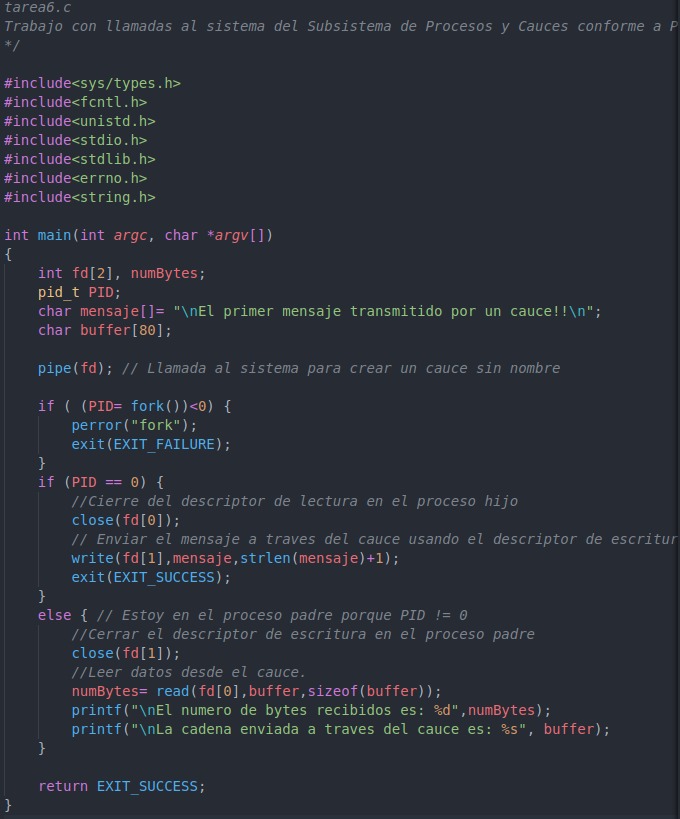 tarea6.c
Trabajo con llamadas al sistema del Subsistema de Procesos y Cauces conforme a P
*/
#include<sys/types.h>
#include<fcntl.h>
#include<unistd.h>
#include<stdio.h>
#include<stdlib.h>
#include<errno.h>
#include<string.h>
int main(int argc, char *argv[])
{
    int fd[2], numBytes;
    pid_t PID;
    char mensaje[]= "\nEl primer mensaje transmitido por un cauce!!\n";
    char buffer[80];
    pipe(fd); // Llamada al sistema para crear un cauce sin nombre
    if ( (PID= fork())<0) {
        perror("fork");
        exit(EXIT_FAILURE);
    }
    if (PID == 0) {
        //Cierre del descriptor de lectura en el proceso hijo
        close(fd[0]);
        // Enviar el mensaje a traves del cauce usando el descriptor de escritur
        write(fd[1],mensaje,strlen(mensaje)+1);
        exit(EXIT_SUCCESS);
    }
    else { // Estoy en el proceso padre porque PID != 0
        //Cerrar el descriptor de escritura en el proceso padre
        close(fd[1]);
        //Leer datos desde el cauce.
        numBytes= read(fd[0],buffer,sizeof(buffer));
        printf("\nEl numero de bytes recibidos es: %d",numBytes);
        printf("\nLa cadena enviada a traves del cauce es: %s", buffer);
    }
    return EXIT_SUCCESS;
}